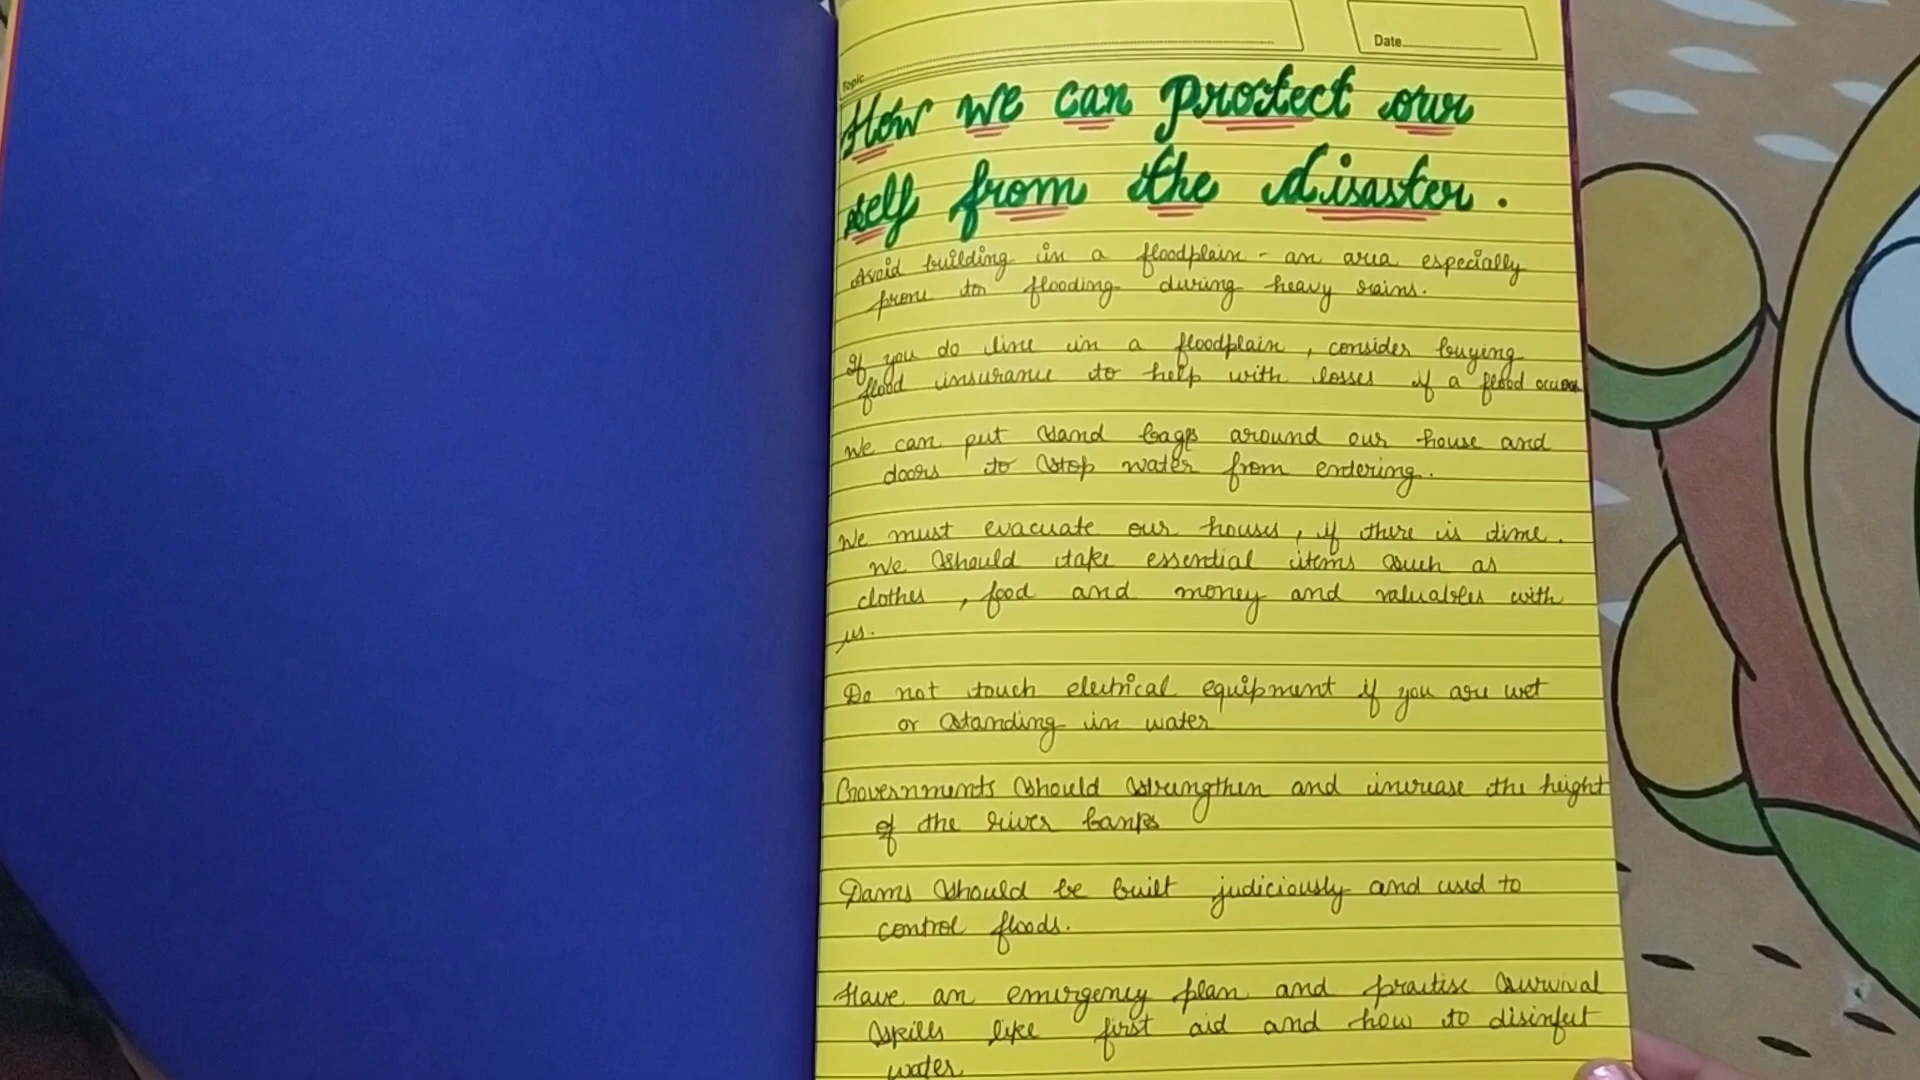 Date
Topic
How we can protect our
self from the disaster.
Avoid building in a floodplain - an area especially
prone to flooding during heavy rains.
If you do live in a floodplain, consider buying
flood insurance to help with losses if a flood occurs
We can put sand bags around our house and
doors to stop water from entering.
We must evacuate our houses, if there is time.
We should take essential items such as
clothes, food and money and valuables with
us.
Do not touch electrical equipment if you are wet
or standing in water
Governments should strengthen and increase the height
of the river banks
Dams should be built judiciously and used to
control floods.
Have an emergency plan and practise survival
skills like first aid and how to disinfect
water